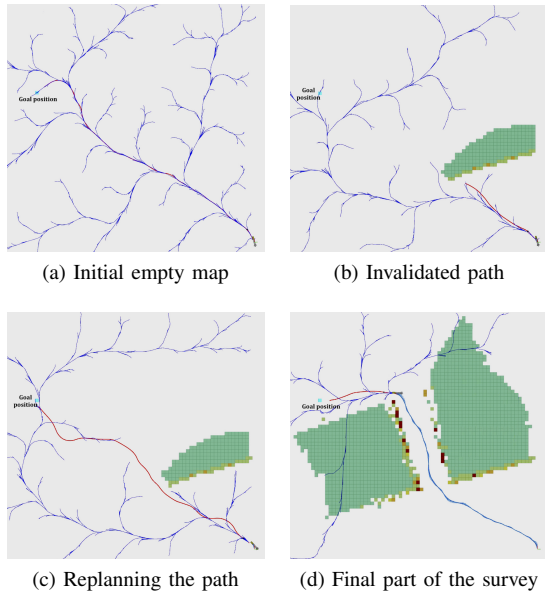 Goal position
Goal
position
(a) Initial empty map
(b) Invalidated path
Goal
position
Goal position
(c) Replanning the path
(d) Final part of the survey